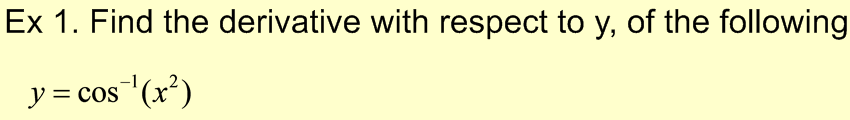 Ex 1. Find the derivative with respect to y, of the following
y = cos⁻¹(x²)